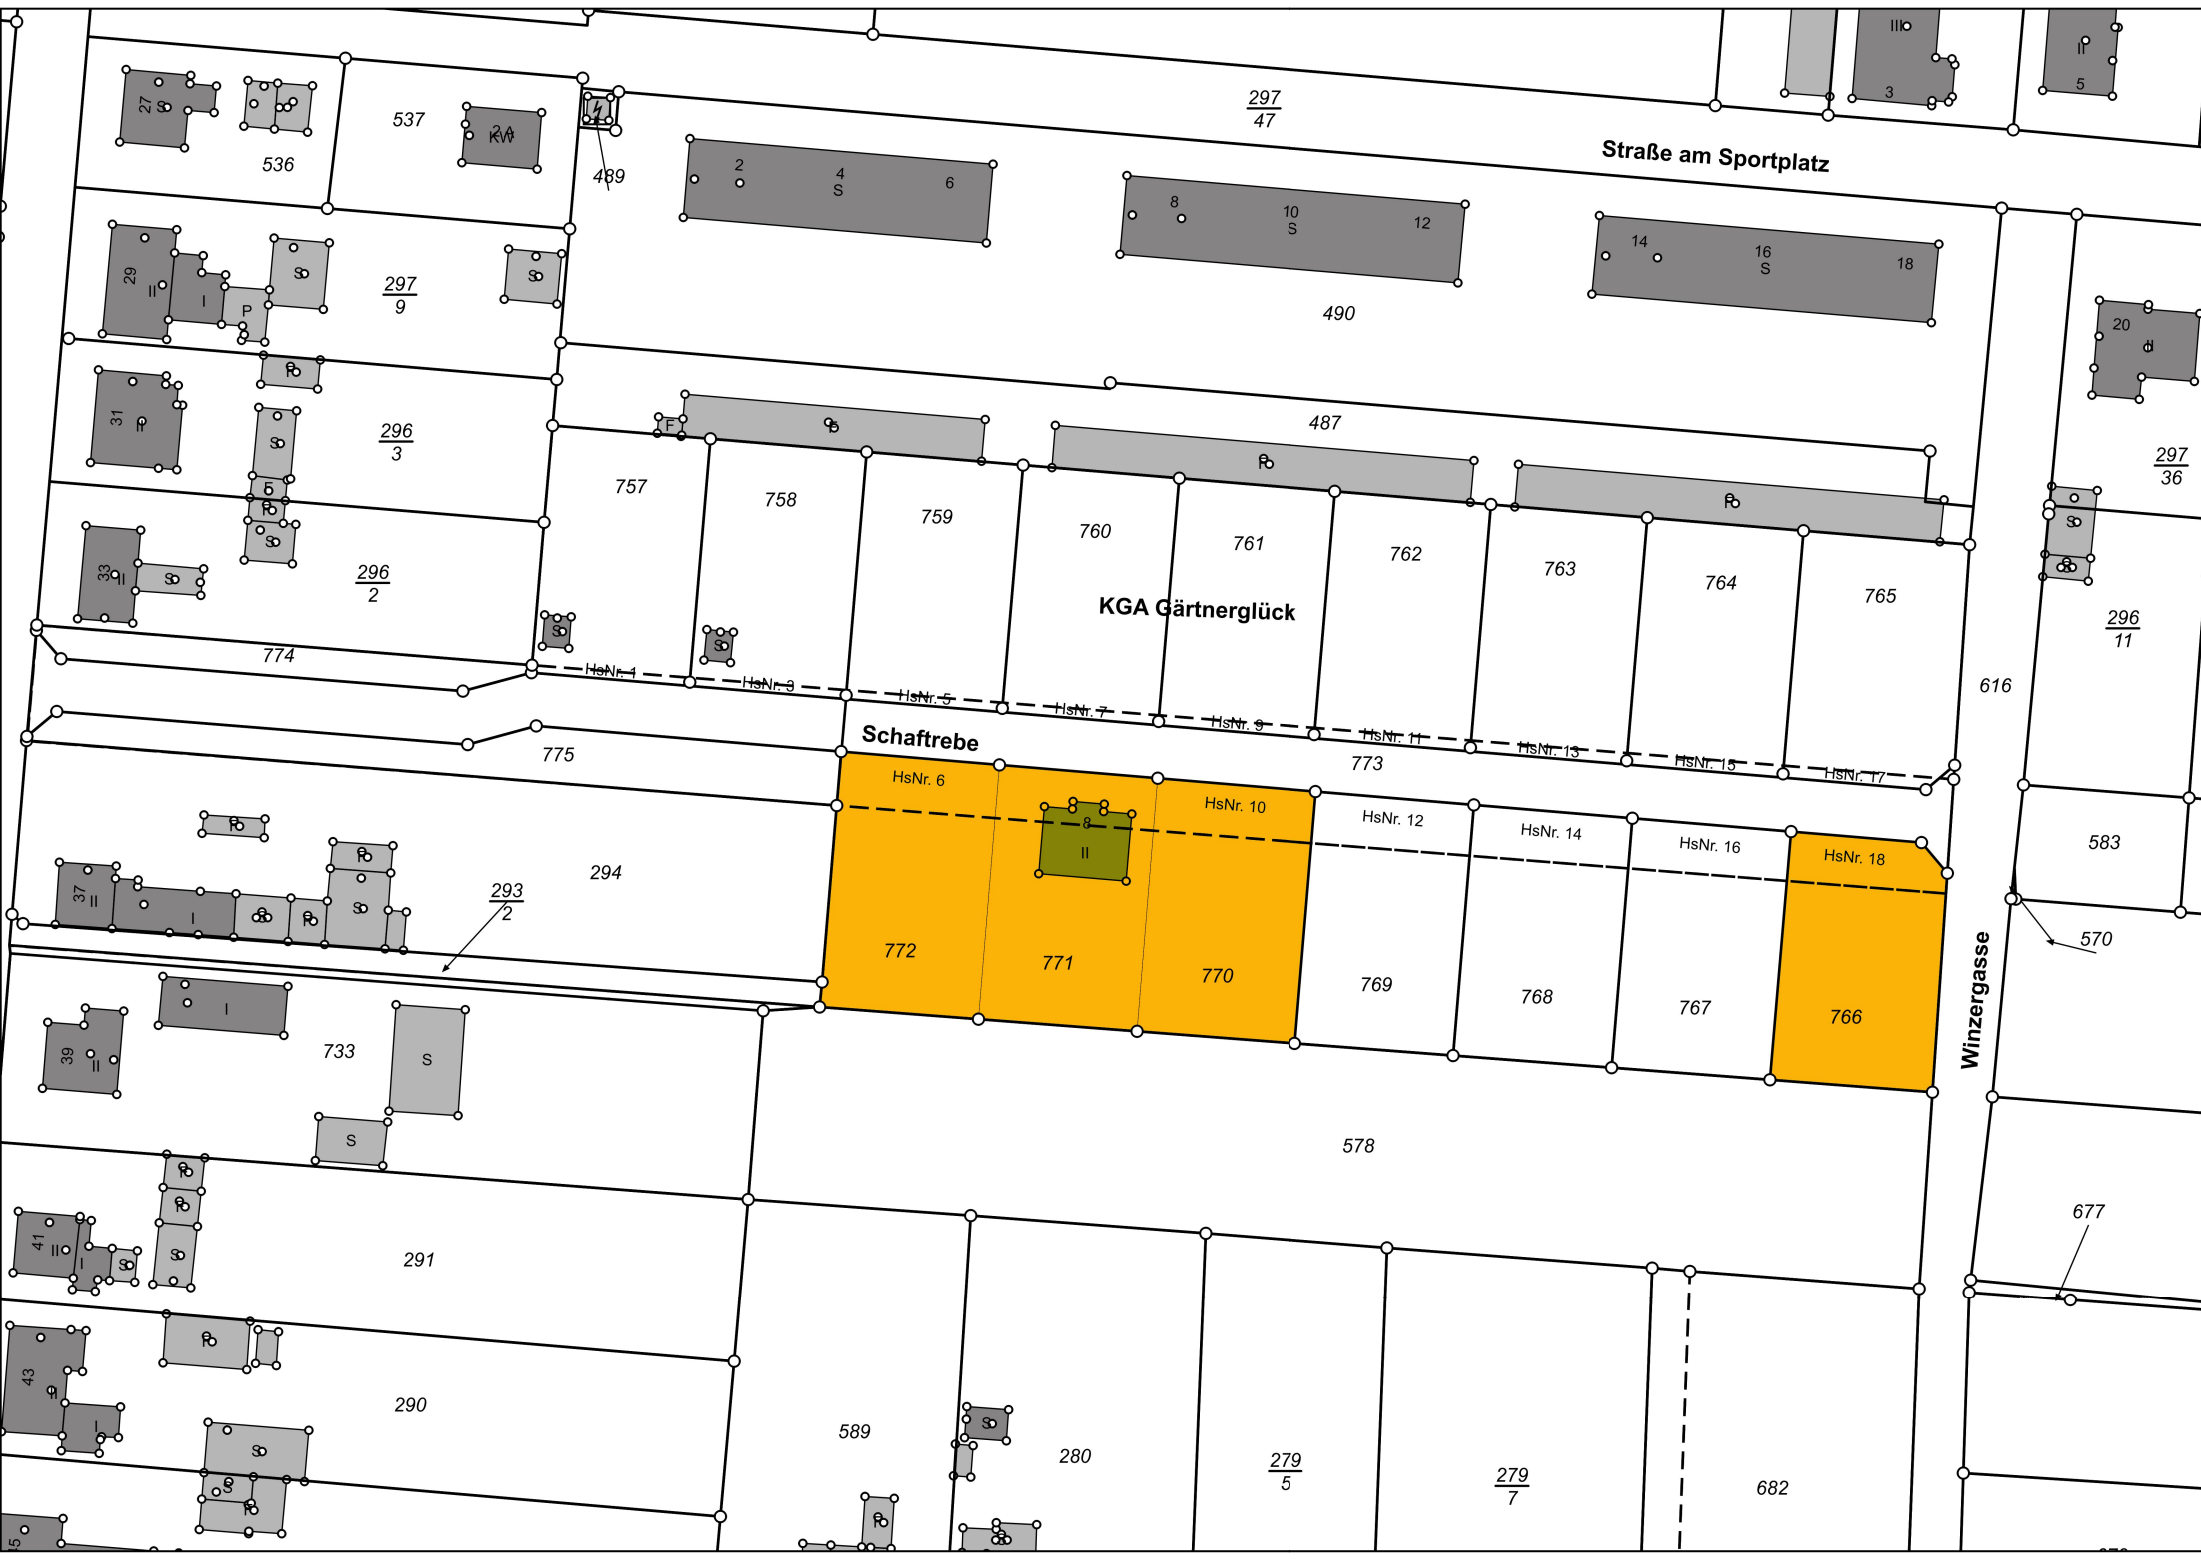 297
47
III
3
II
5
Straße am Sportplatz
27
S
536
537
2 A
KW
489
2
4
S
6
8
10
S
12
14
16
S
18
490
29
II
I
P
S
297
9
S
20
II
487
31
II
S
296
3
F
297
36
757
758
759
760
761
762
763
764
765
33
II
S
S
296
2
KGA Gärtnerglück
S
S
S
296
11
774
HsNr. 1
HsNr. 3
HsNr. 5
HsNr. 7
HsNr. 9
HsNr. 11
HsNr. 13
HsNr. 15
HsNr. 17
616
Schaftrebe
775
773
HsNr. 6
8
II
HsNr. 10
HsNr. 12
HsNr. 14
HsNr. 16
HsNr. 18
583
294
293
2
37
II
I
S
772
771
770
769
768
767
766
570
Winzergasse
39
II
I
733
S
S
578
677
41
II
I
S
S
291
43
II
I
290
S
S
589
S
280
279
5
279
7
682